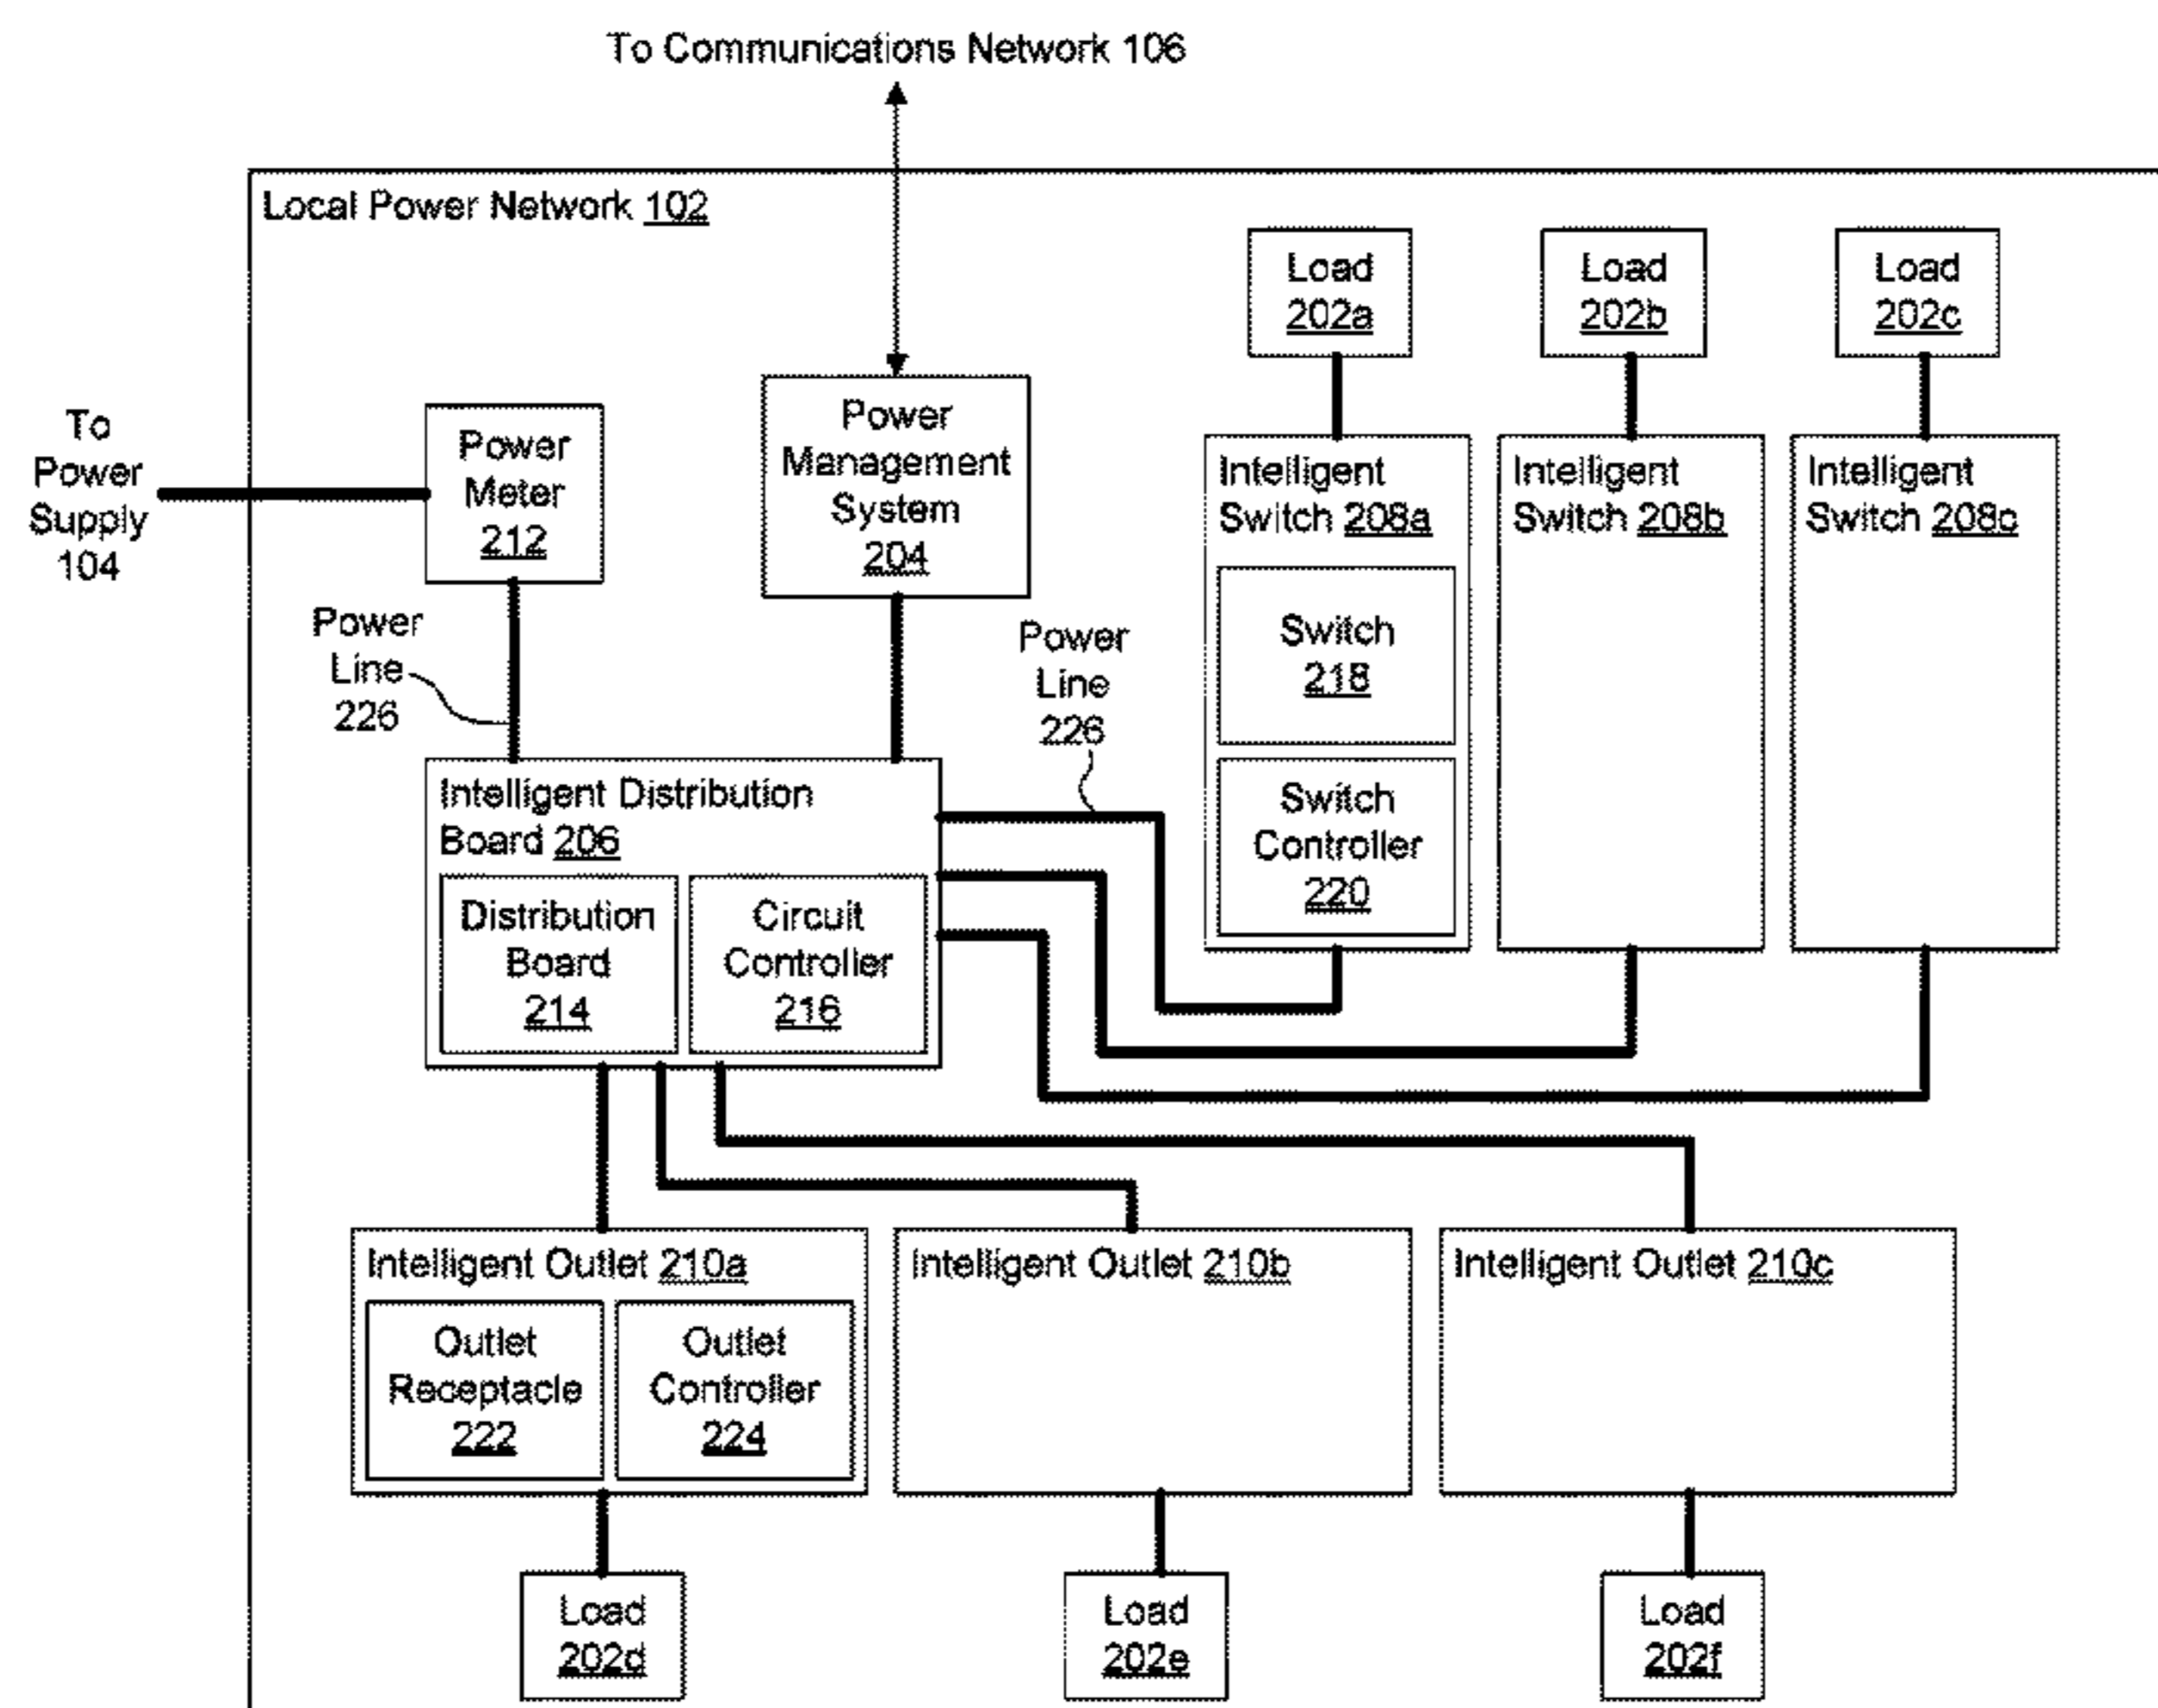 To Communications Network 106
Local Power Network 102
Load
202a
Load
202b
Load
202c
To
Power
Supply
104
Power
Meter
212
Power
Management
System
204
Intelligent
Switch 208a
Intelligent
Switch 208b
Intelligent
Switch 208c
Switch
218
Switch
Controller
220
Power
Line
226
Power
Line
226
Intelligent Distribution
Board 206
Distribution
Board
214
Circuit
Controller
216
Intelligent Outlet 210a
Outlet
Receptacle
222
Outlet
Controller
224
Intelligent Outlet 210b
Intelligent Outlet 210c
Load
202d
Load
202e
Load
202f